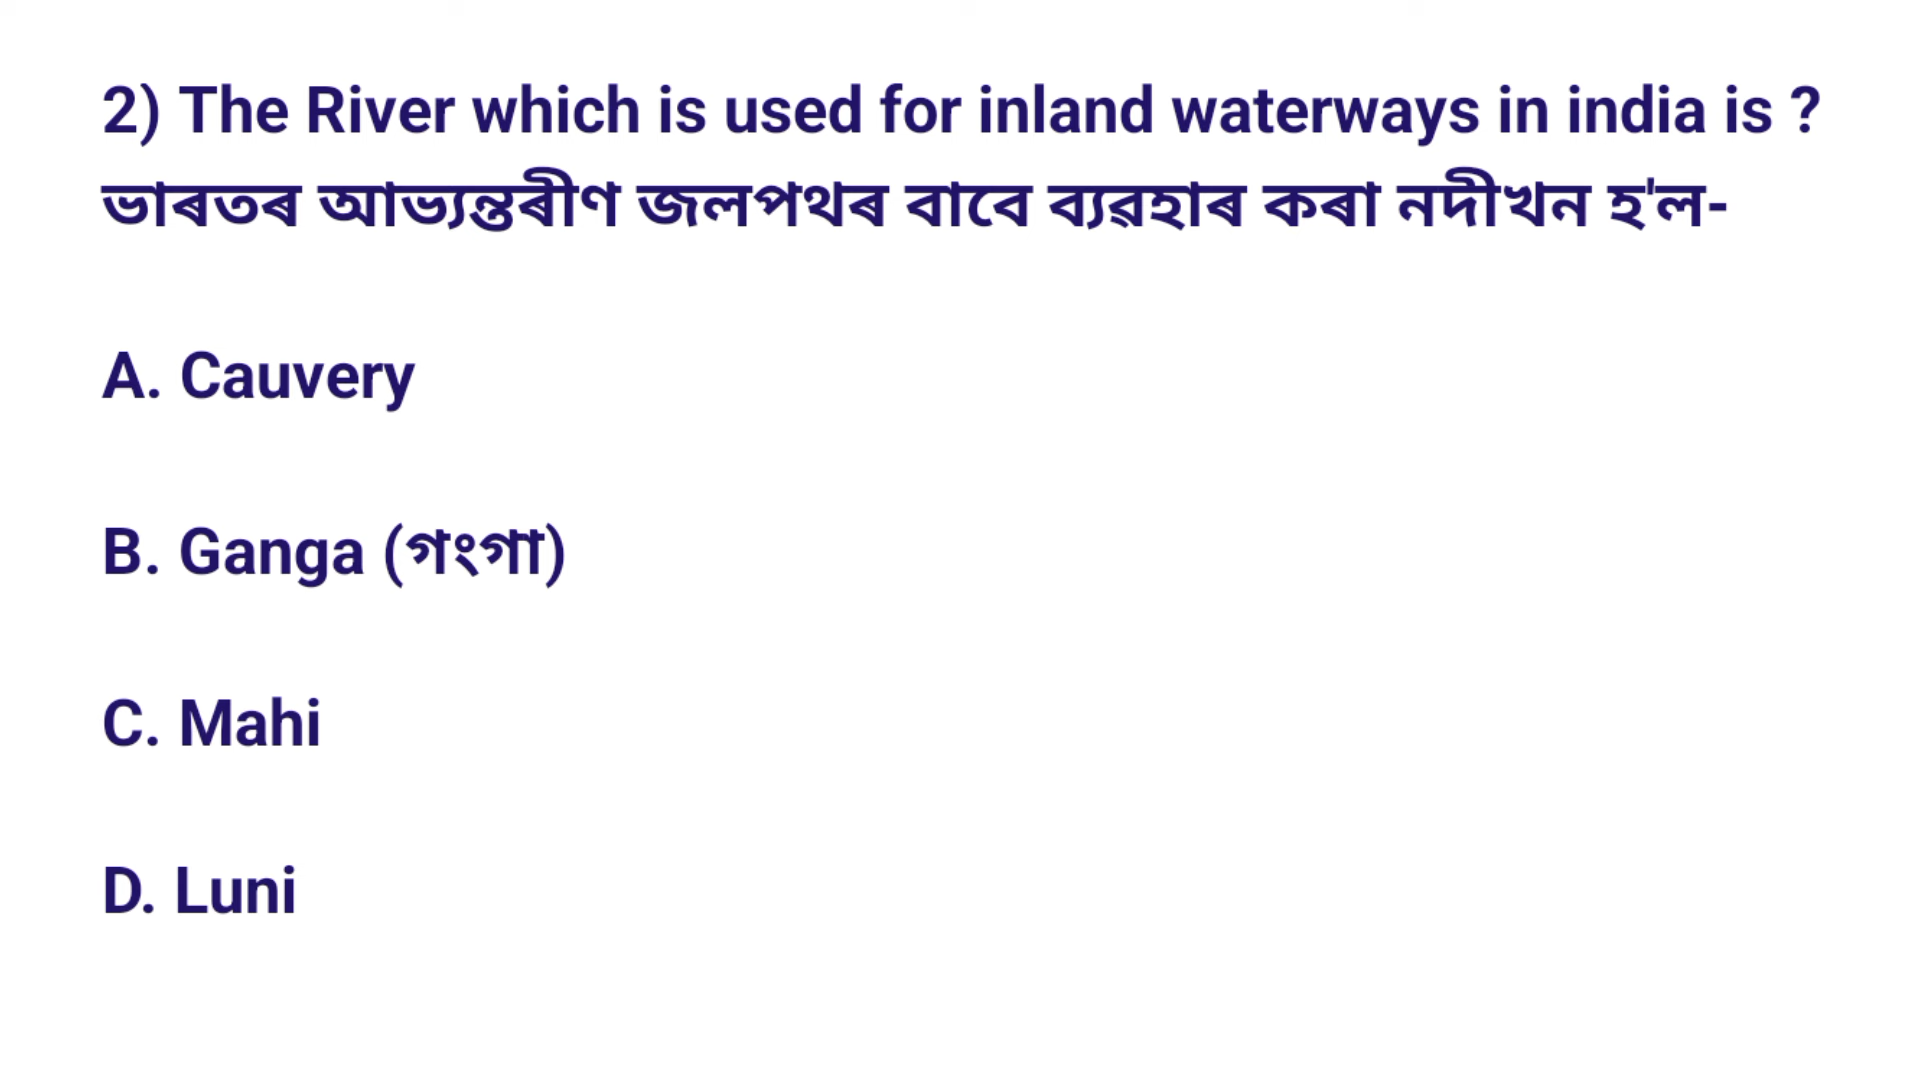 2) The River which is used for inland waterways in india is ?
ভাৰতৰ আভ্যন্তৰীণ জলপথৰ বাবে ব্যৱহাৰ কৰা নদীখন হ'ল-
A. Cauvery
B. Ganga (গংগা)
C. Mahi
D. Luni